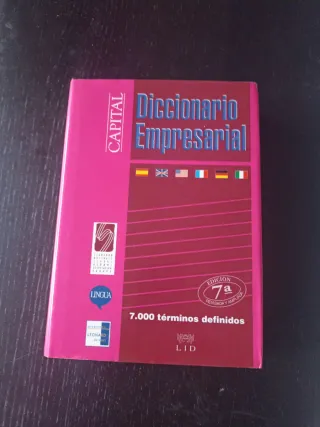 CAPITAL
Diccionario
Empresarial
EDICIÓN
7ª
LINGUA
7.000 términos definidos
LID